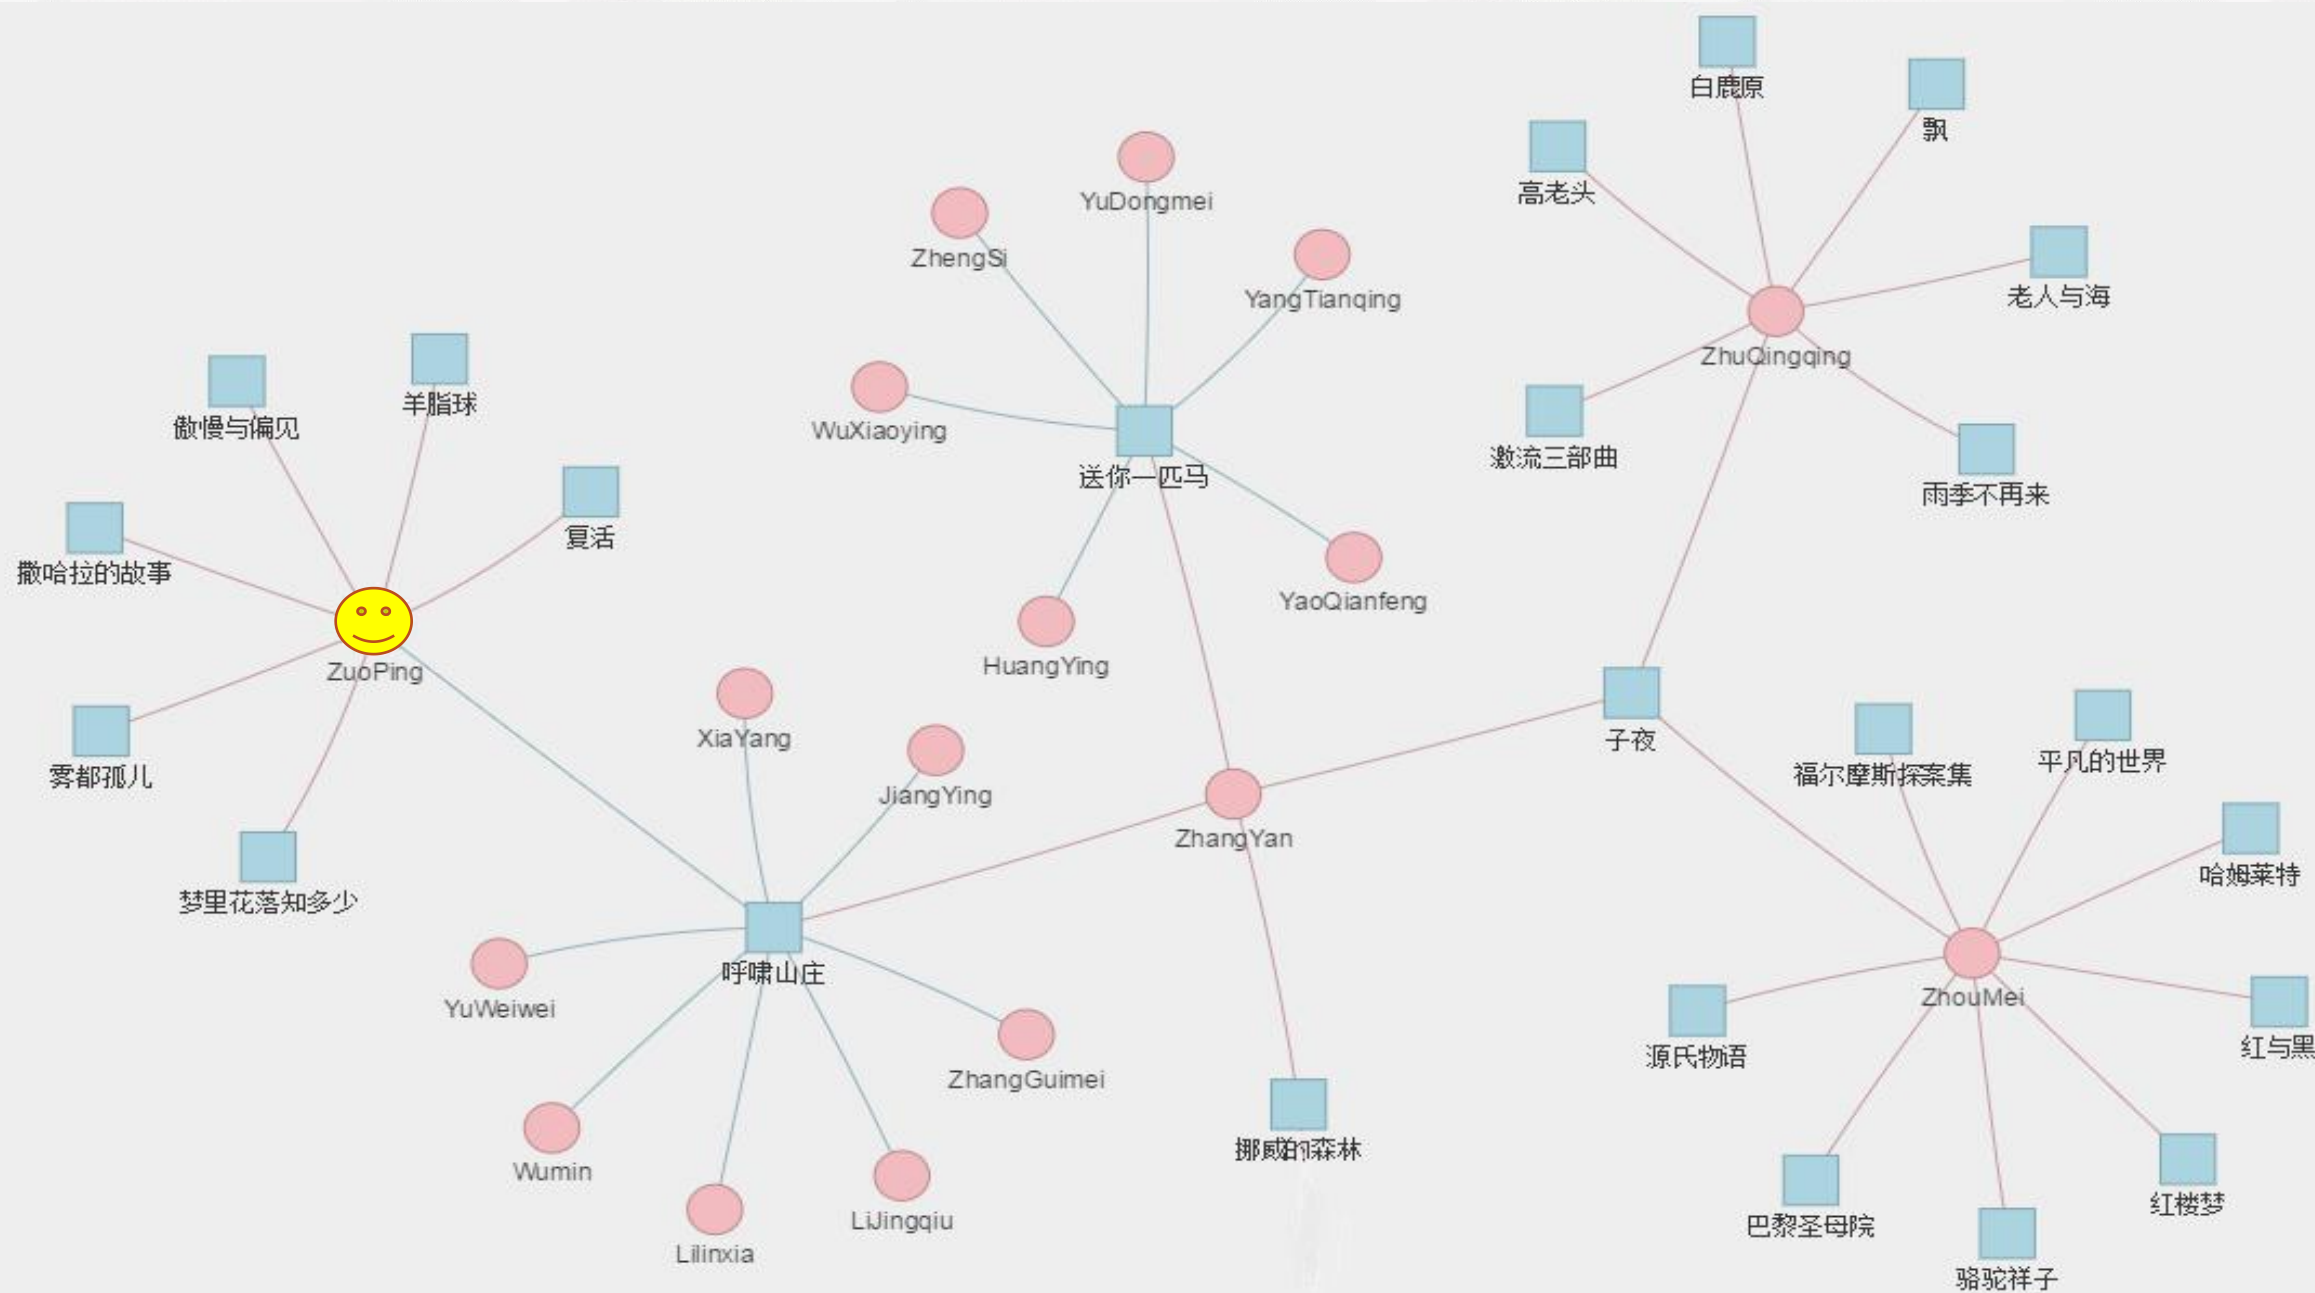 白鹿原
飘
高老头
YuDongmei
ZhengSi
YangTianqing
老人与海
ZhuQingqing
羊脂球
傲慢与偏见
WuXiaoying
激流三部曲
送你一匹马
雨季不再来
复活
撒哈拉的故事
YaoQianfeng
HuangYing
ZuoPing
XiaYang
子夜
平凡的世界
福尔摩斯探案集
雾都孤儿
JiangYing
ZhangYan
哈姆莱特
梦里花落知多少
呼啸山庄
ZhouMei
YuWeiwei
红与黑
源氏物语
ZhangGuimei
挪威的森林
Wumin
红楼梦
LiJingqiu
巴黎圣母院
Lilinxia
骆驼祥子